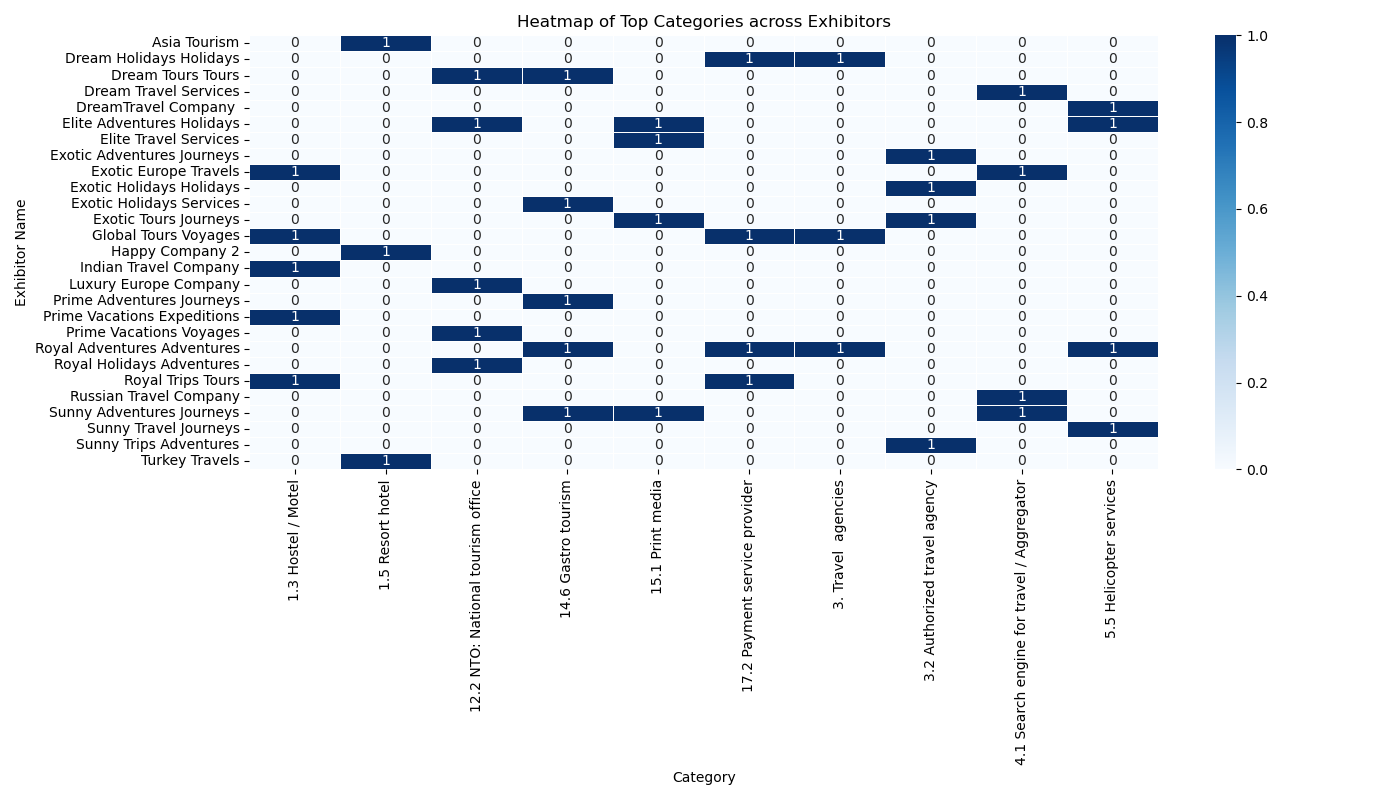 Heatmap of Top Categories across Exhibitors
Exhibitor Name
Asia Tourism 0 1 0 0 0 0 0 0 0 0
Dream Holidays Holidays 0 0 0 0 0 1 1 0 0 0
Dream Tours Tours 0 0 1 1 0 0 0 0 0 0
Dream Travel Services 0 0 0 0 0 0 0 0 1 0
DreamTravel Company 0 0 0 0 0 0 0 0 0 1
Elite Adventures Holidays 0 0 1 0 1 0 0 0 0 1
Elite Travel Services 0 0 0 0 1 0 0 0 0 0
Exotic Adventures Journeys 0 0 0 0 0 0 0 1 0 0
Exotic Europe Travels 1 0 0 0 0 0 0 0 1 0
Exotic Holidays Holidays 0 0 0 0 0 0 0 1 0 0
Exotic Holidays Services 0 0 0 1 0 0 0 0 0 0
Exotic Tours Journeys 0 0 0 0 1 0 0 1 0 0
Global Tours Voyages 1 0 0 0 0 1 1 0 0 0
Happy Company 2 0 1 0 0 0 0 0 0 0 0
Indian Travel Company 1 0 0 0 0 0 0 0 0 0
Luxury Europe Company 0 0 1 0 0 0 0 0 0 0
Prime Adventures Journeys 0 0 0 1 0 0 0 0 0 0
Prime Vacations Expeditions 1 0 0 0 0 0 0 0 0 0
Prime Vacations Voyages 0 0 1 0 0 0 0 0 0 0
Royal Adventures Adventures 0 0 0 1 0 1 1 0 0 1
Royal Holidays Adventures 0 0 1 0 0 0 0 0 0 0
Royal Trips Tours 1 0 0 0 0 1 0 0 0 0
Russian Travel Company 0 0 0 0 0 0 0 0 1 0
Sunny Adventures Journeys 0 0 0 1 1 0 0 0 1 0
Sunny Travel Journeys 0 0 0 0 0 0 0 0 0 1
Sunny Trips Adventures 0 0 0 0 0 0 0 1 0 0
Turkey Travels 0 1 0 0 0 0 0 0 0 0
1.3 Hostel / Motel
1.5 Resort hotel
12.2 NTO: National tourism office
14.6 Gastro tourism
15.1 Print media
17.2 Payment service provider
3. Travel  agencies
3.2 Authorized travel agency
4.1 Search engine for travel / Aggregator
5.5 Helicopter services
Category
1.0
0.8
0.6
0.4
0.2
0.0